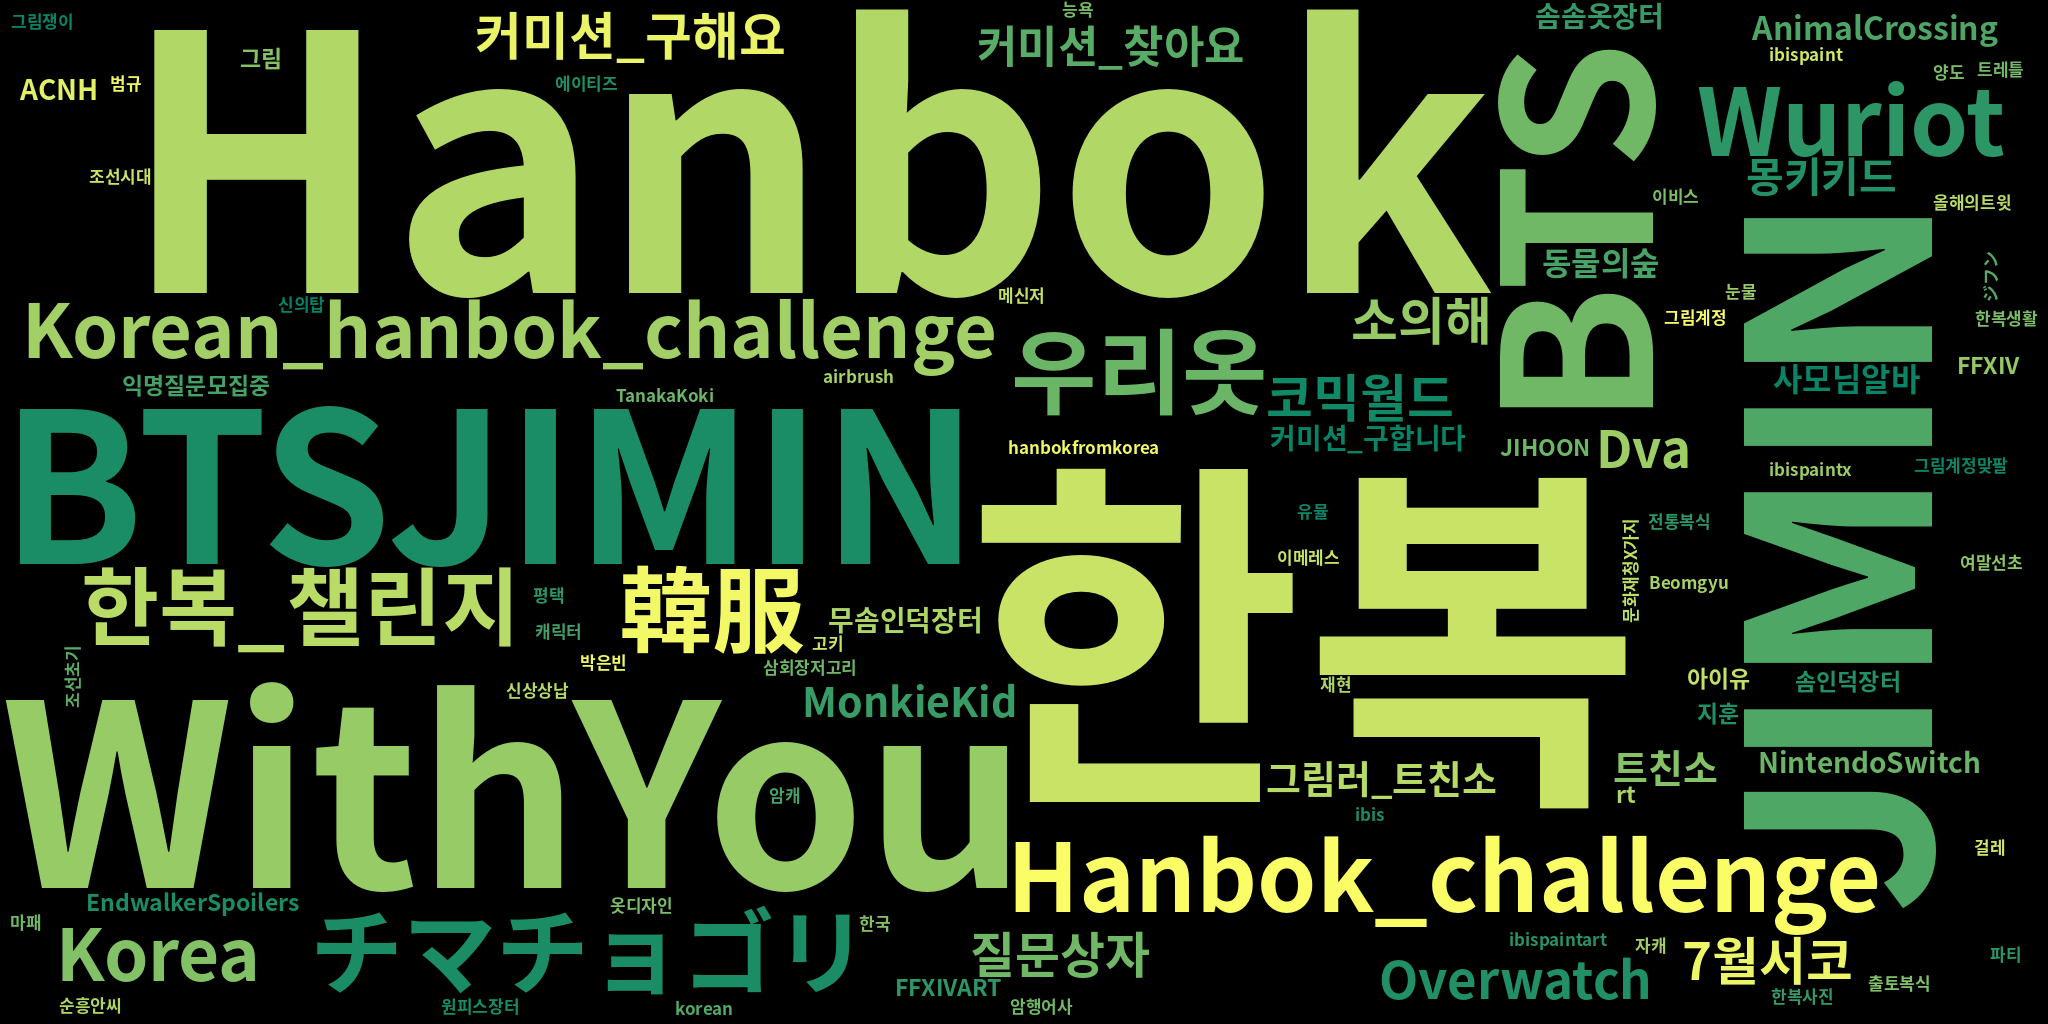 그림쟁이
커미션_구해요
능욕
솜솜옷장터
AnimalCrossing
그림
커미션_찾아요
ibispaint
ACNH
범규
에이티즈
양도
트레틀
Hanbok
BTS
Wuriot
조선시대
몽키키드
이비스
올해의트윗
동물의숲
ジフン
신의탑
메신저
눈물
Korean_hanbok_challenge
소의해
그림계정
한복생활
우리옷
JIMIN
FFXIV
익명질문모집중
airbrush
TanakaKoki
코믹월드
사모님알바
BTSJIMIN
hanbokfromkorea
커미션_구합니다
JIHOON
Dva
ibispaintx
그림계정맞팔
한복
유물
전통복식
이메레스
문화재청X가지
여말선초
한복_챌린지
평택
韓服
Beomgyu
캐릭터
무솜인덕장터
고키
조선초기
박은빈
삼회장저고리
신상상납
MonkieKid
재현
아이유
솜인덕장터
지훈
WithYou
암캐
그림러_트친소
트친소
NintendoSwitch
rt
ibis
Hanbok_challenge
걸레
EndwalkerSpoilers
옷디자인
마패
チマチョゴリ
한국
Korea
질문상자
ibispaintart
자캐
7월서코
파티
FFXIVART
Overwatch
출토복식
한복사진
순흥안씨
원피스장터
korean
암행어사